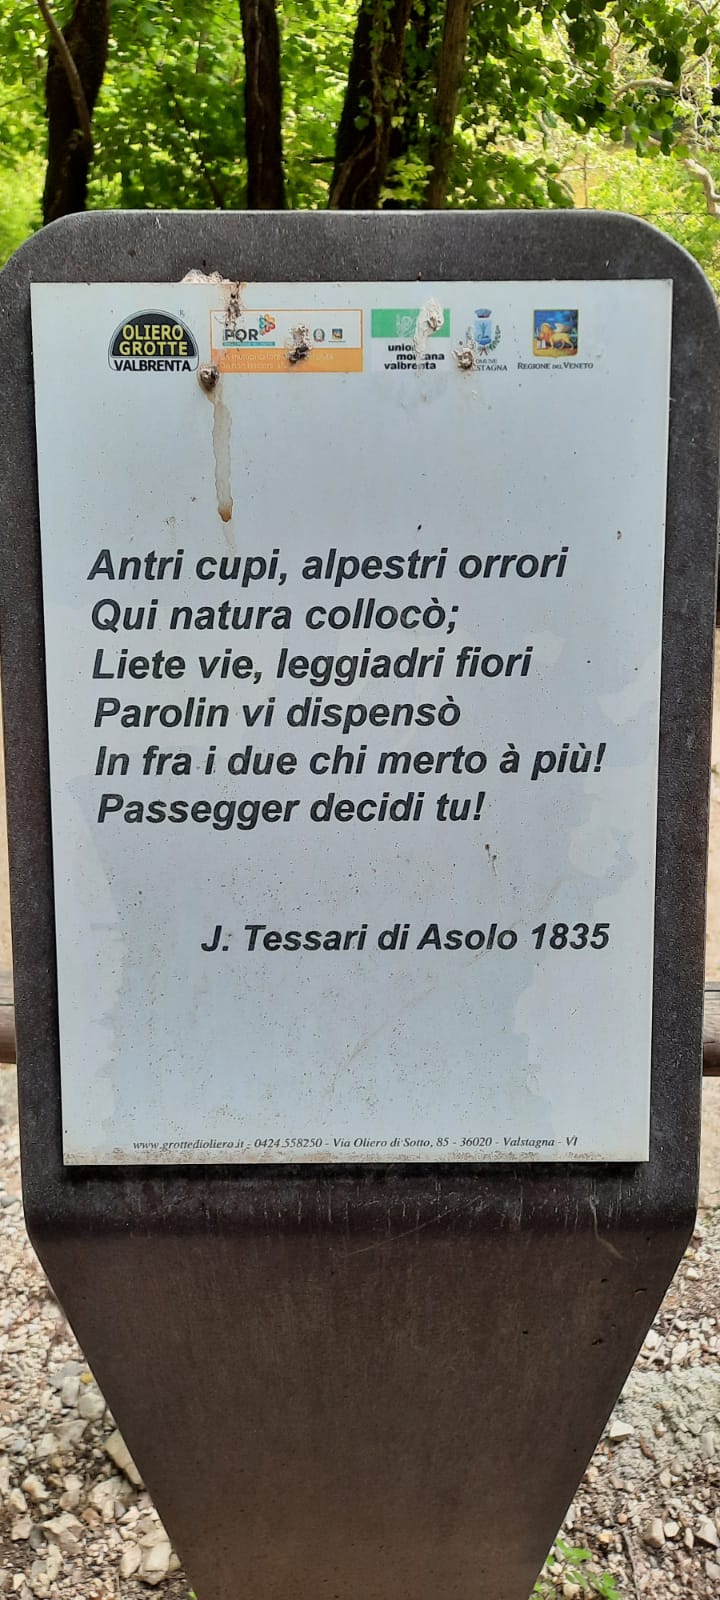 OLIERO
GROTTE
VALBRENTA
POR
unione
montana
valbrenta
REGIONE DEL VENETO
Antri cupi, alpestri orrori
Qui natura collocò;
Liete vie, leggiadri fiori
Parolin vi dispensò
In fra i due chi merto à più!
Passegger decidi tu!
J. Tessari di Asolo 1835
www.grottedioliero.it - 0424.558250 - Via Oliero di Sotto, 85 - 36020 - Valstagna - VI